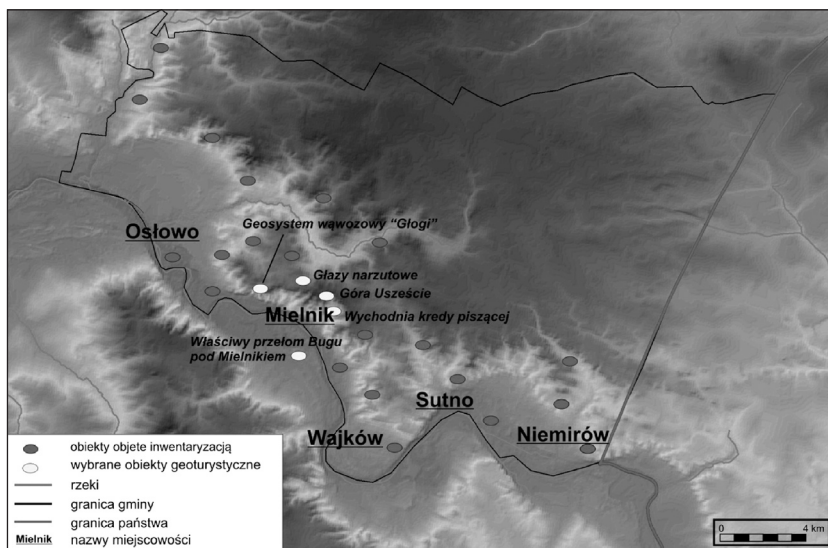 Osłowo
Geosystem wąwozowy "Głogi"
Głazy narzutowe
Góra Uszeście
Mielnik
Wychodnia kredy piszącej
Właściwy przełom Bugu
pod Mielnikiem
Sutno
Wajków
Niemirów
obiekty objete inwentaryzacją
wybrane obiekty geoturystyczne
rzeki
granica gminy
granica państwa
Mielnik nazwy miejscowości
0 4 km